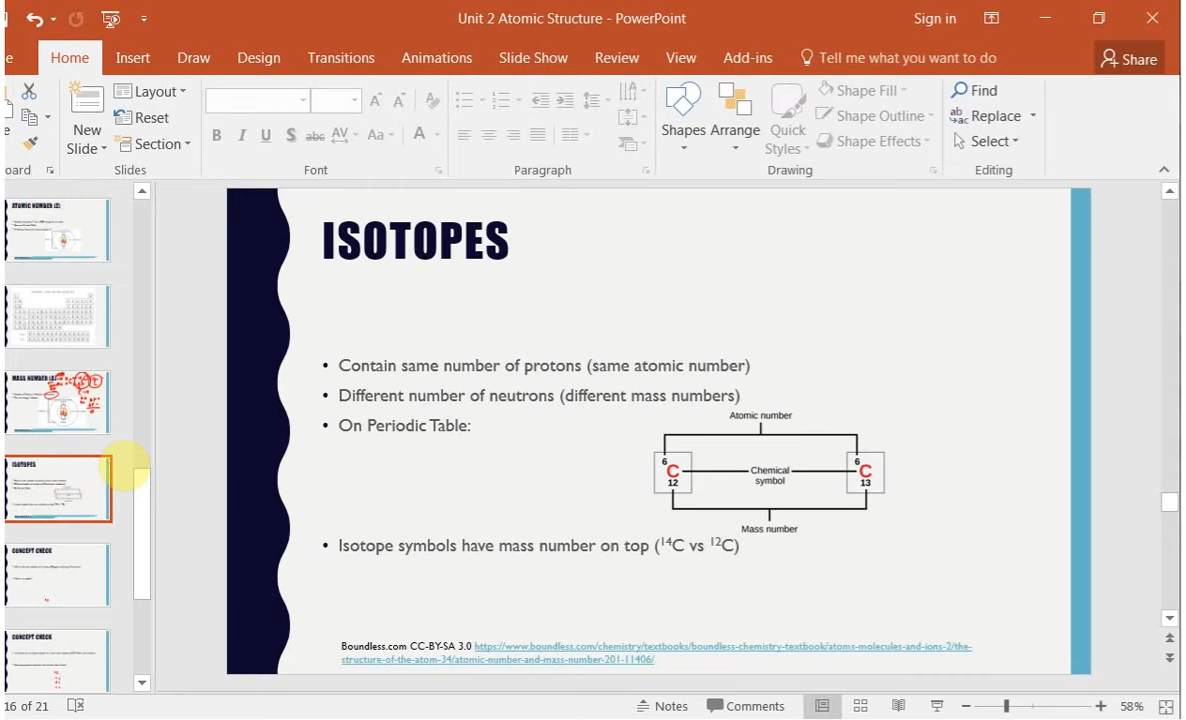 Unit 2 Atomic Structure - PowerPoint
Sign in
Home Insert Draw Design Transitions Animations Slide Show Review View Add-ins Tell me what you want to do Share
New Slide
Layout
Reset
Section
Slides
Font
Paragraph
Shapes
Arrange
Quick Styles
Shape Fill
Shape Outline
Shape Effects
Drawing
Find
Replace
Select
Editing
ATOMIC NUMBER (Z)
MASS NUMBER (A)
ISOTOPES
CONCEPT CHECK
CONCEPT CHECK
ISOTOPES
• Contain same number of protons (same atomic number)
• Different number of neutrons (different mass numbers)
• On Periodic Table:
Atomic number
6 C 12
Chemical symbol
6 C 13
Mass number
• Isotope symbols have mass number on top (¹⁴C vs ¹²C)
Boundless.com CC-BY-SA 3.0 https://www.boundless.com/chemistry/textbooks/boundless-chemistry-textbook/atoms-molecules-and-ions-2/the-
structure-of-the-atom-34/atomic-number-and-mass-number-201-11406/
16 of 21
Notes
Comments
58%